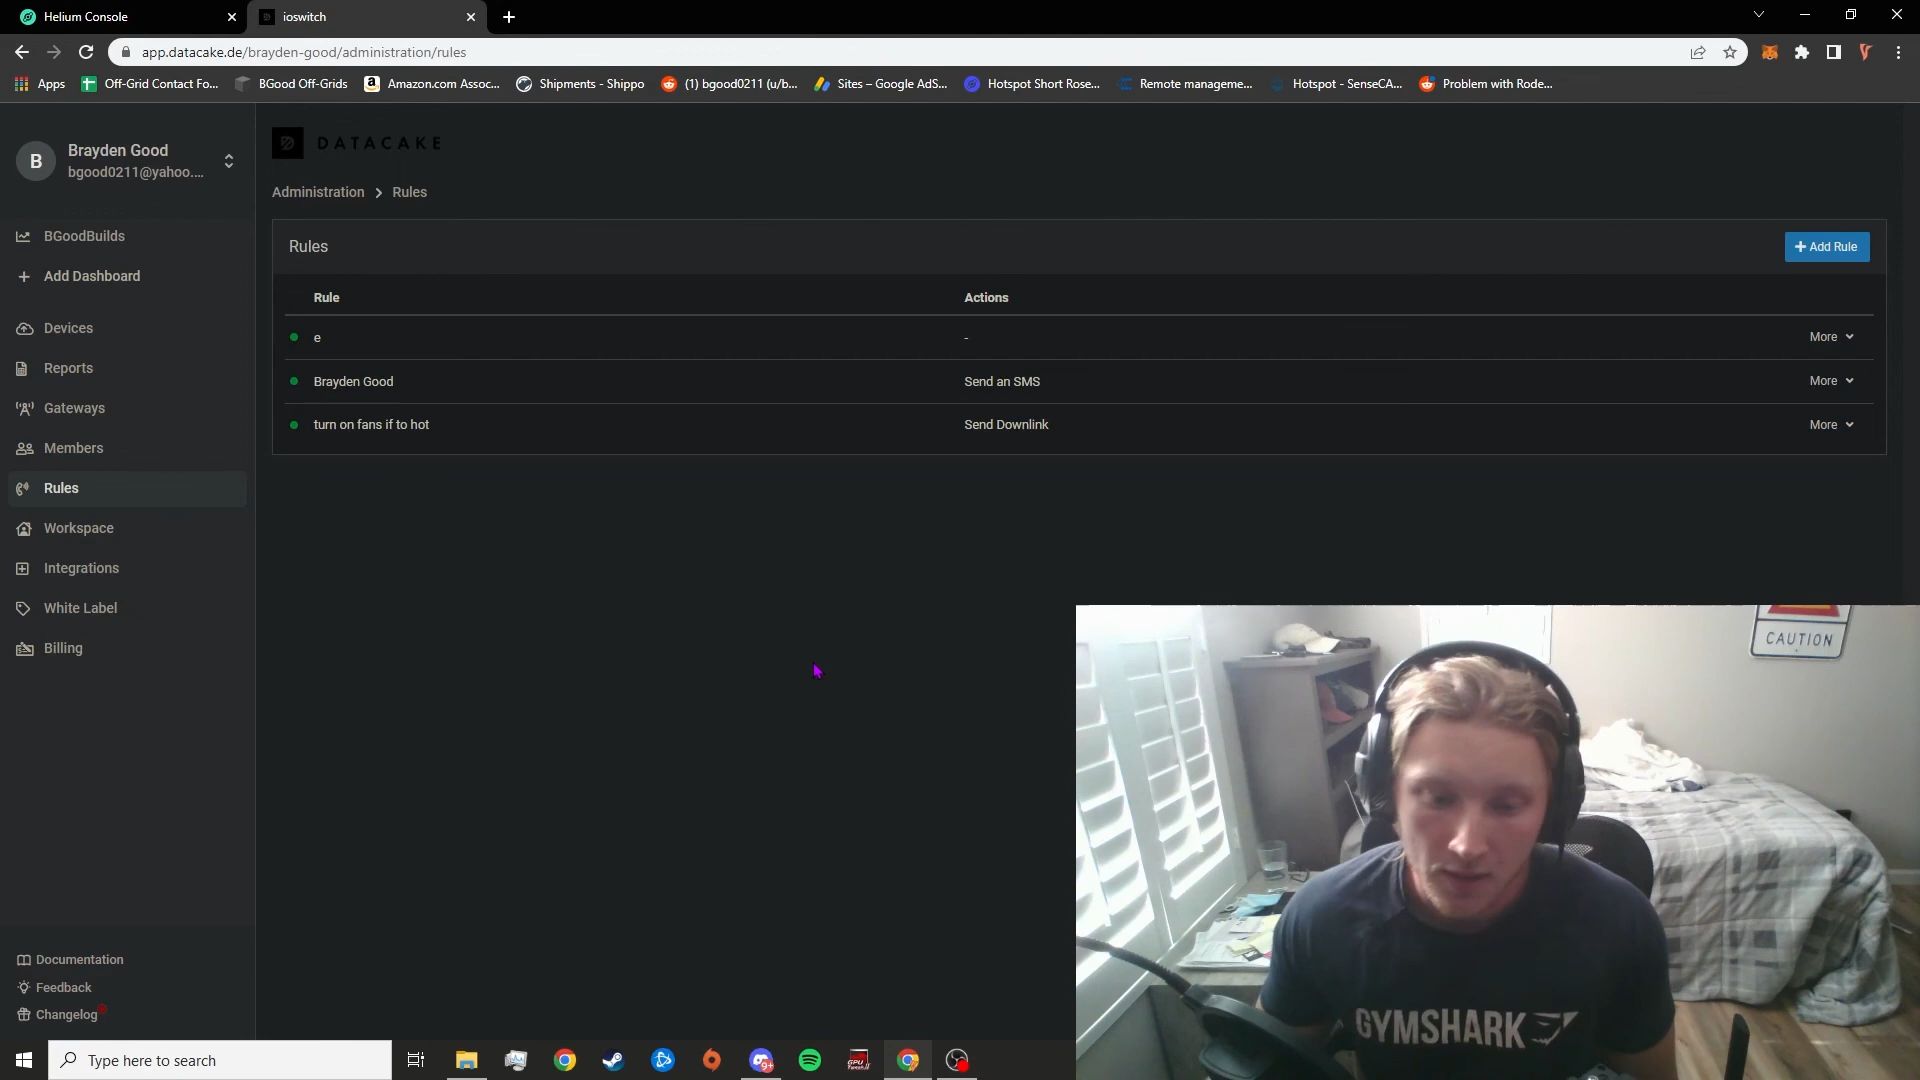 Helium Console
ioswitch
app.datacake.de/brayden-good/administration/rules
Apps
Off-Grid Contact Fo...
BGood Off-Grids
Amazon.com Assoc...
Shipments - Shippo
(1) bgood0211 (u/b...
Sites – Google AdS...
Hotspot Short Rose...
Remote manageme...
Hotspot - SenseCA...
Problem with Rode...
B
Brayden Good
bgood0211@yahoo....
DATACAKE
Administration > Rules
BGoodBuilds
Add Dashboard
Devices
Reports
Gateways
Members
Rules
Workspace
Integrations
White Label
Billing
Documentation
Feedback
Changelog
Rules
+ Add Rule
Rule Actions
e - More
Brayden Good Send an SMS More
turn on fans if to hot Send Downlink More
CAUTION
GYMSHARK
Type here to search
9+
GPU